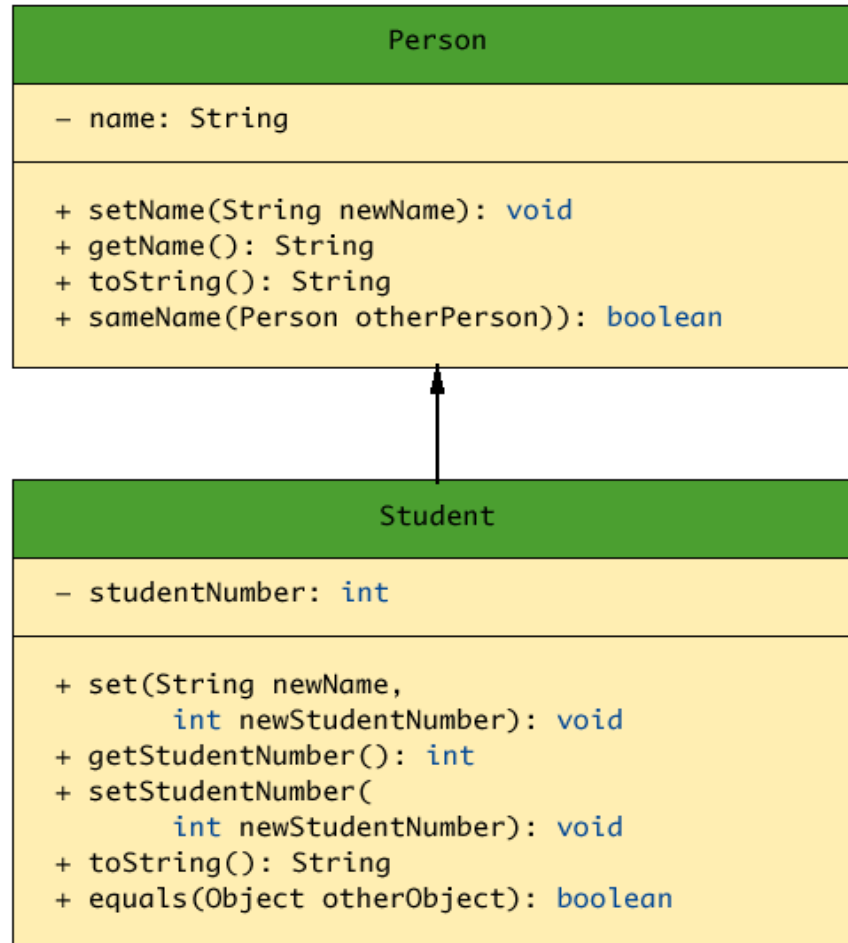 Person
– name: String
+ setName(String newName): void
+ getName(): String
+ toString(): String
+ sameName(Person otherPerson)): boolean
Student
– studentNumber: int
+ set(String newName,
int newStudentNumber): void
+ getStudentNumber(): int
+ setStudentNumber(
int newStudentNumber): void
+ toString(): String
+ equals(Object otherObject): boolean